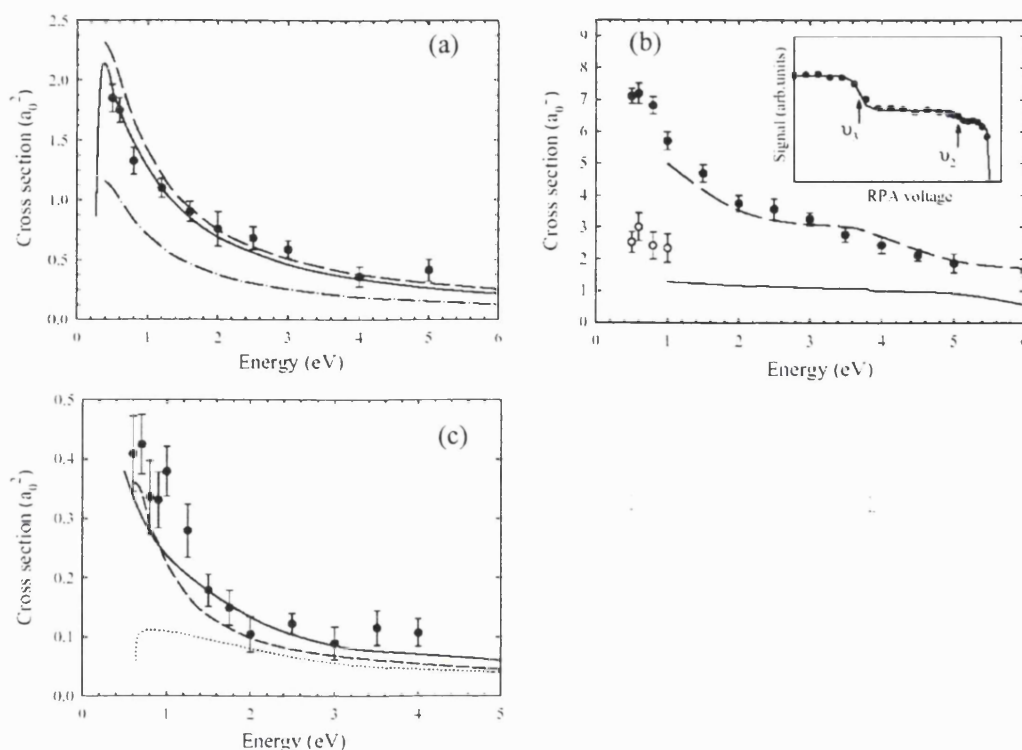 (a)
Cross section (a₀²)
2.5
2.0
1.5
1.0
0.5
0.0
0 1 2 3 4 5 6
Energy (eV)
(b)
Cross section (a₀²)
9
8
7
6
5
4
3
2
1
0
0 1 2 3 4 5 6
Energy (eV)
Signal (arb.units)
υ₃
υ₂
RPA voltage
(c)
Cross section (a₀²)
0.5
0.4
0.3
0.2
0.1
0.0
0 1 2 3 4 5
Energy (eV)